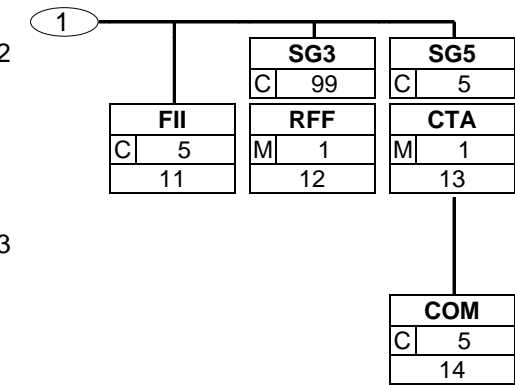 1
2 SG3 SG5
C 99 C 5
FII RFF CTA
C 5 M 1 M 1
11 12 13
3
COM
C 5
14